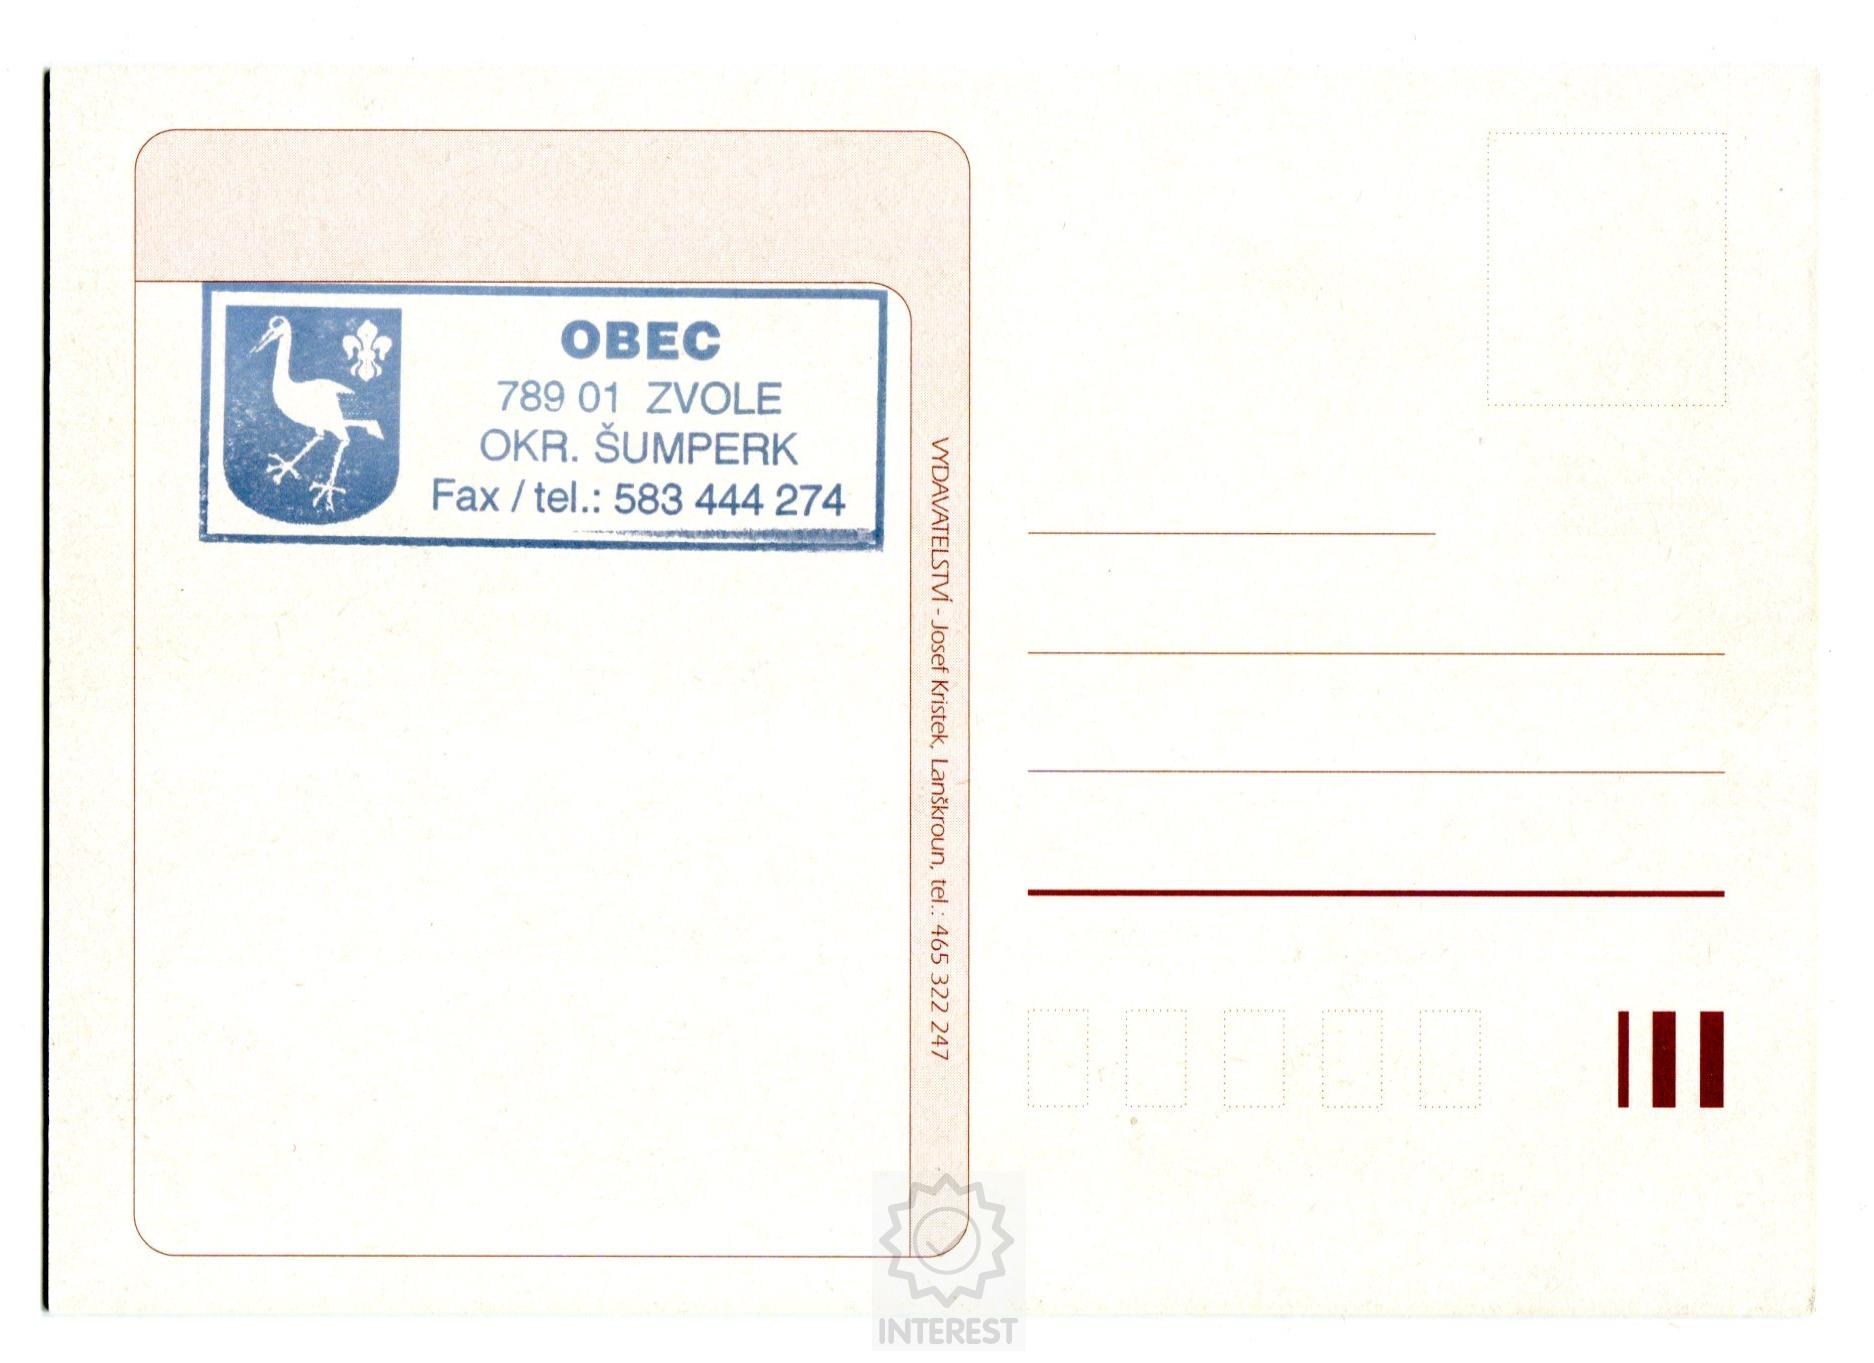 OBEC
789 01 ZVOLE
OKR. ŠUMPERK
Fax / tel.: 583 444 274
VYDAVATELSTVÍ - Josef Kristek, Lanškroun, tel.: 465 322 247
INTEREST